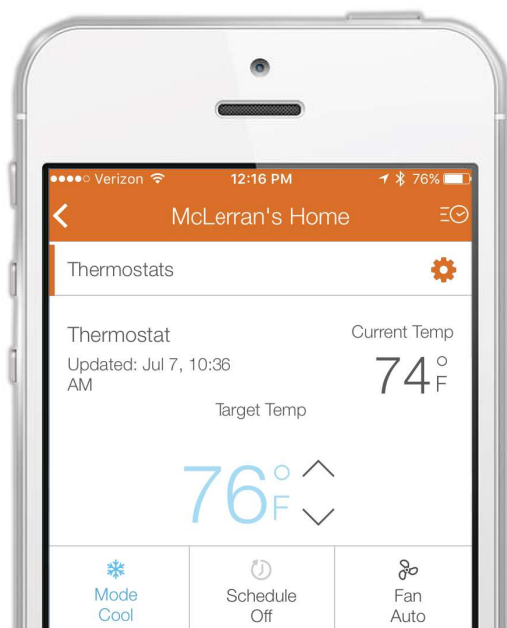 Verizon 12:16 PM 76%
McLerran's Home
Thermostats
Thermostat
Current Temp
Updated: Jul 7, 10:36
AM
74°F
Target Temp
76°F
Mode
Cool
Schedule
Off
Fan
Auto